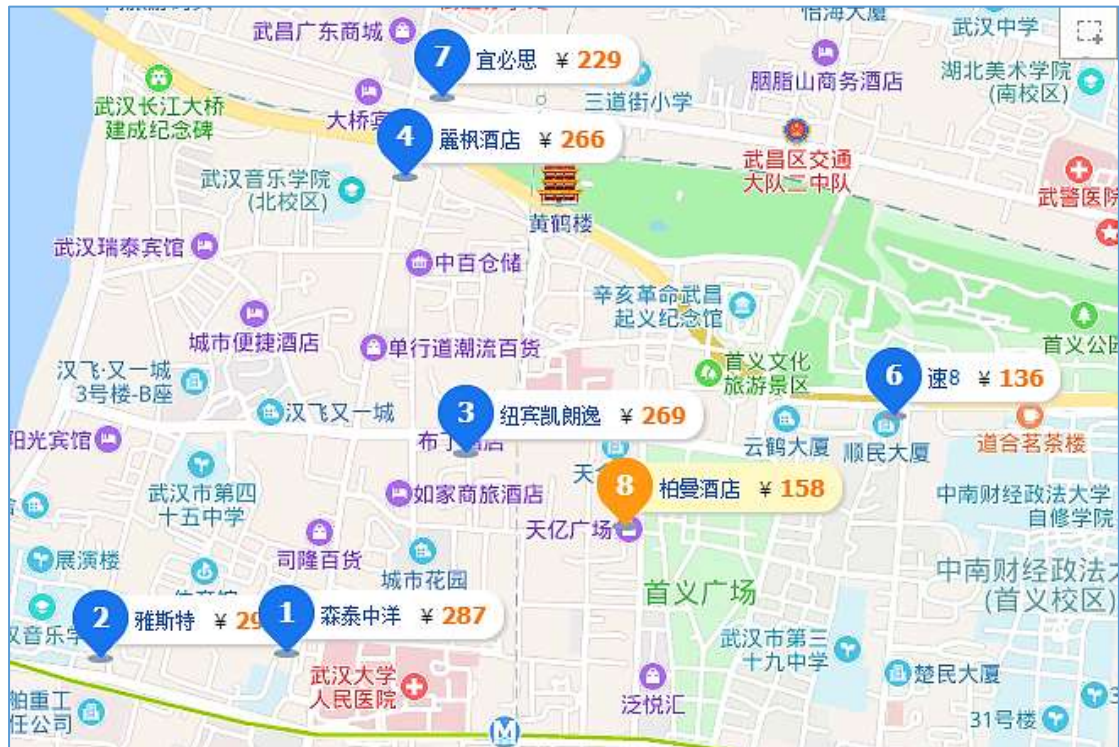 武昌广东商城
怡海大厦
武汉中学
7
宜必思 ¥ 229
胭脂山商务酒店
湖北美术学院
(南校区)
三道街小学
武汉长江大桥
建成纪念碑
大桥宾
4
麗枫酒店 ¥ 266
武昌区交通
大队二中队
武汉音乐学院
(北校区)
武警医院
黄鹤楼
武汉瑞泰宾馆
中百仓储
辛亥革命武昌
起义纪念馆
城市便捷酒店
单行道潮流百货
首义公园
首义文化
旅游景区
汉飞·又一城
3号楼-B座
6
速8 ¥ 136
汉飞又一城
3
纽宾凯朗逸 ¥ 269
阳光宾馆
布丁酒店
云鹤大厦
顺民大厦
道合茗茶楼
武汉市第四
十五中学
如家商旅酒店
8
柏曼酒店 ¥ 158
中南财经政法大学
自修学院
天亿广场
展演楼
司隆百货
城市花园
首义广场
中南财经政法大
(首义校区)
2
雅斯特 ¥ 29
1
森泰中洋 ¥ 287
汉音乐学
武汉市第三
十九中学
武汉大学
人民医院
楚民大厦
泛悦汇
舶重工
任公司
31号楼
M